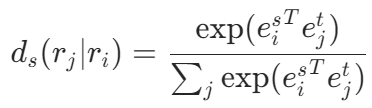 $d_s(r_j|r_i) = \frac{\exp(e_i^{sT} e_j^t)}{\sum_j \exp(e_i^{sT} e_j^t)}$